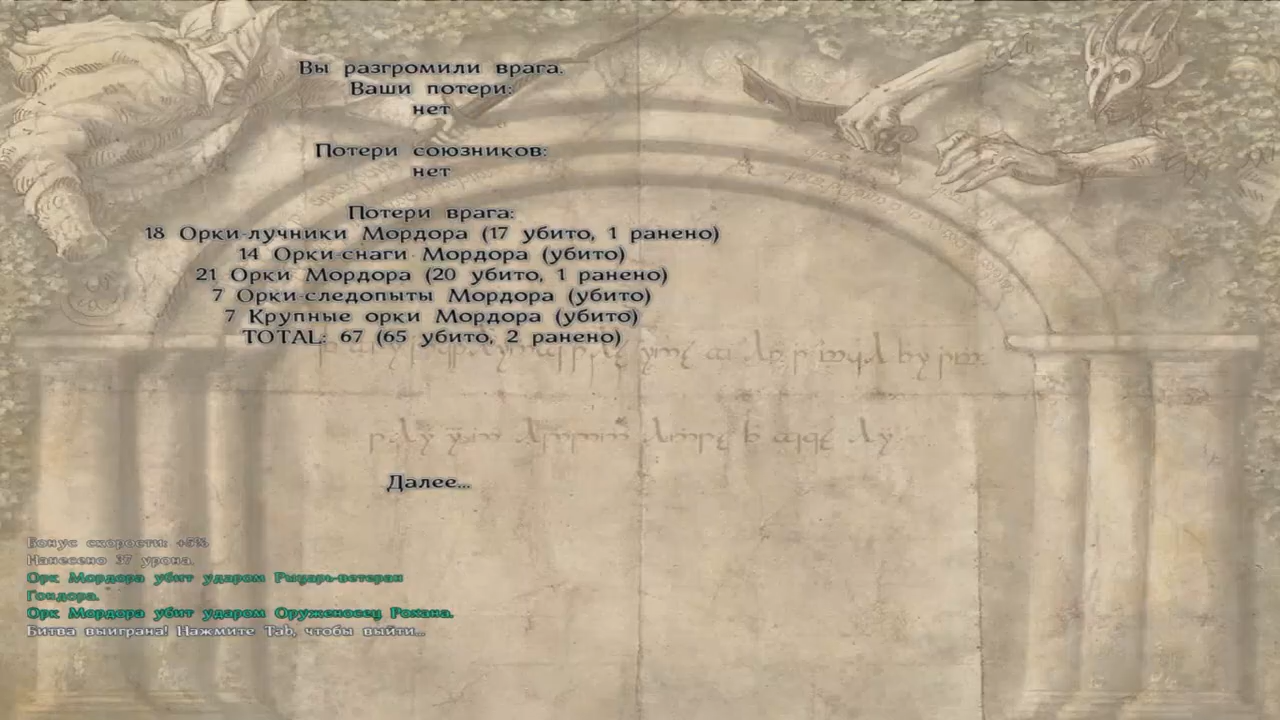 Вы разгромили врага.
Ваши потери:
нет
Потери союзников:
нет
Потери врага:
18 Орки-лучники Мордора (17 убито, 1 ранено)
14 Орки-снаги Мордора (убито)
21 Орки Мордора (20 убито, 1 ранено)
7 Орки-следопыты Мордора (убито)
7 Крупные орки Мордора (убито)
TOTAL: 67 (65 убито, 2 ранено)
Далее...
Бонус скорости: +5%
Нанесено 37 урона.
Орк Мордора убит ударом Рыцарь-ветеран
Гондора.
Орк Мордора убит ударом Оруженосец Рохана.
Битва выиграна! Нажмите Tab, чтобы выйти...